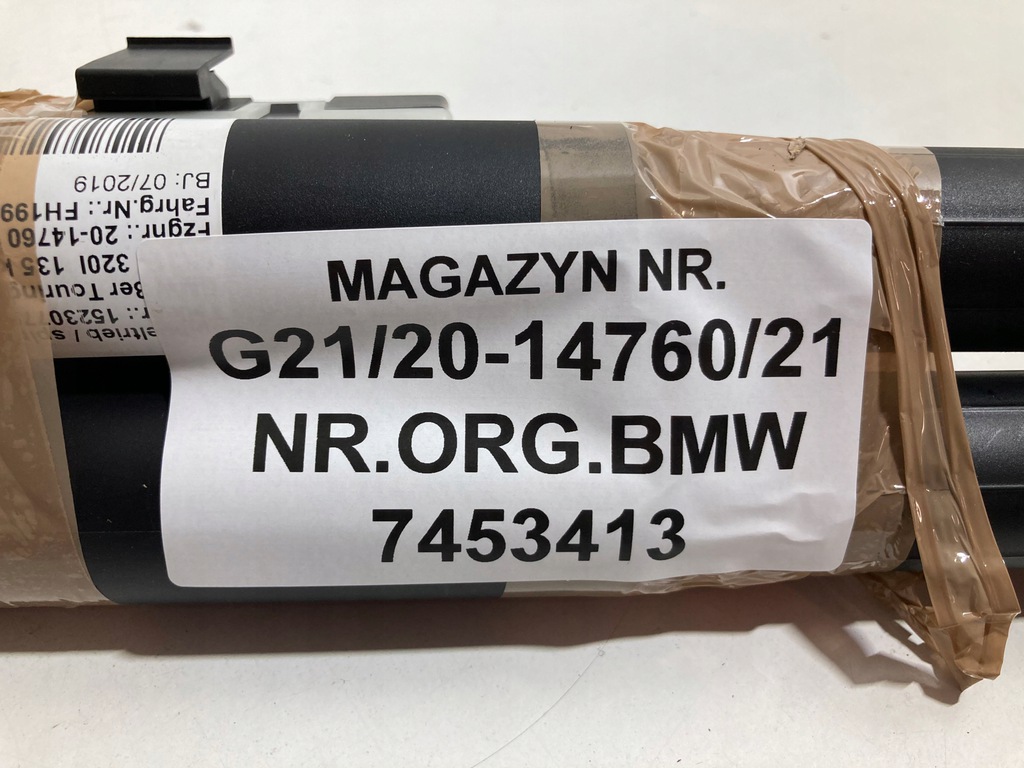 MAGAZYN NR.
G21/20-14760/21
NR.ORG.BMW
7453413
320I 135
Fzgnr.: 20-14760
Fahrg.Nr.: FH199
BJ: 07/2019